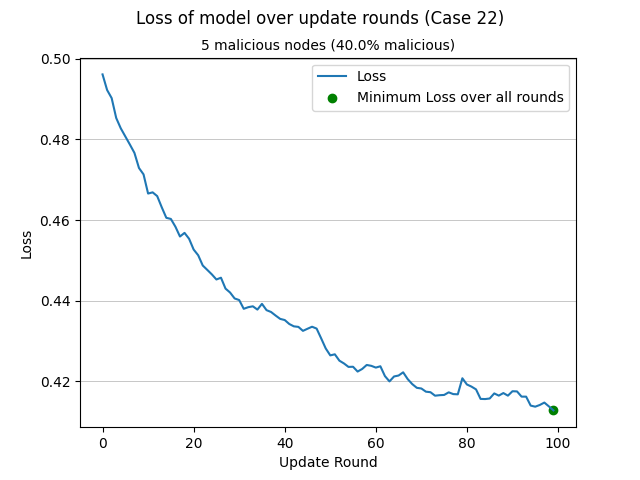 Loss of model over update rounds (Case 22)
5 malicious nodes (40.0% malicious)
0.50
0.48
0.46
0.44
0.42
Loss
Loss
Minimum Loss over all rounds
0 20 40 60 80 100
Update Round